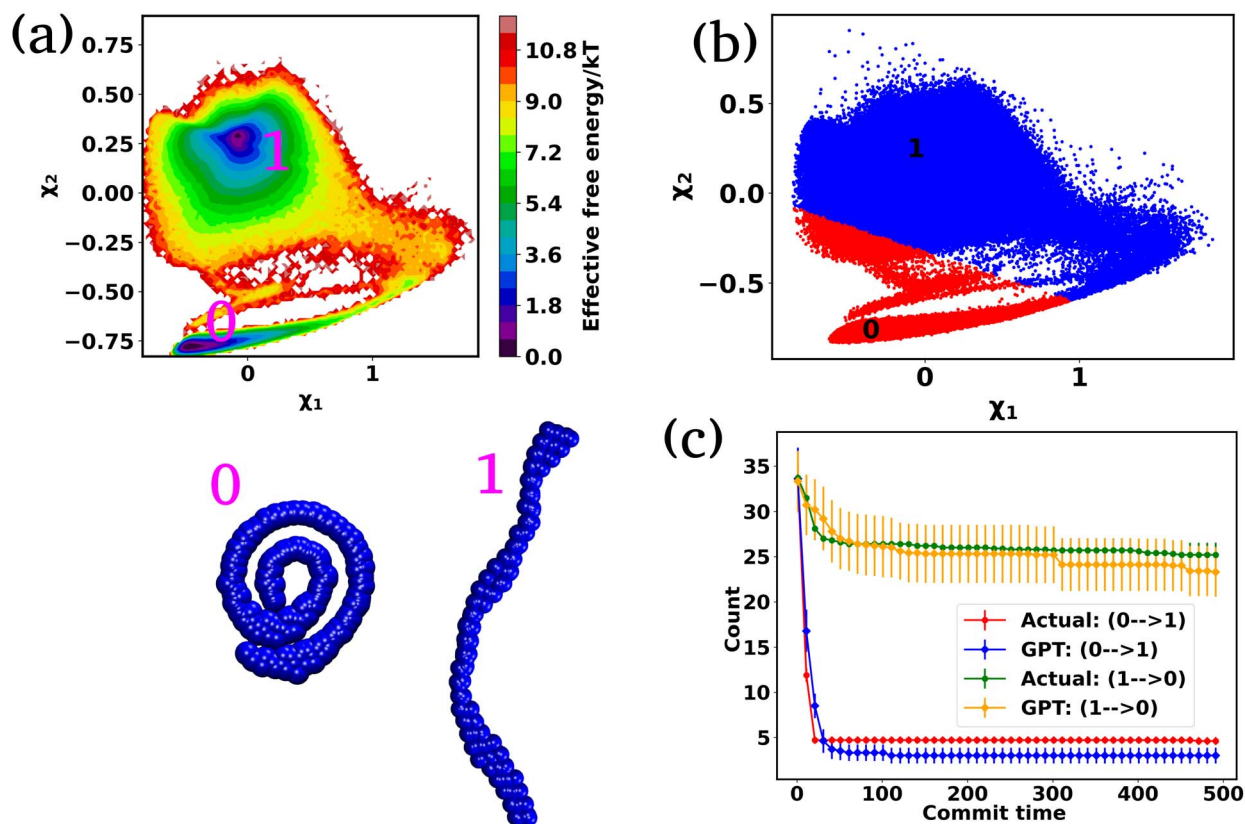 (a)
0.75
0.50
0.25
0.00
−0.25
−0.50
−0.75
χ₂
0
1
χ₁
1
0
10.8
9.0
7.2
5.4
3.6
1.8
0.0
Effective free energy/kT
(b)
0.5
0.0
−0.5
χ₂
0
1
χ₁
1
0
0
1
(c)
35
30
25
20
15
10
5
Count
0
100
200
300
400
500
Commit time
Actual: (0-->1)
GPT: (0-->1)
Actual: (1-->0)
GPT: (1-->0)